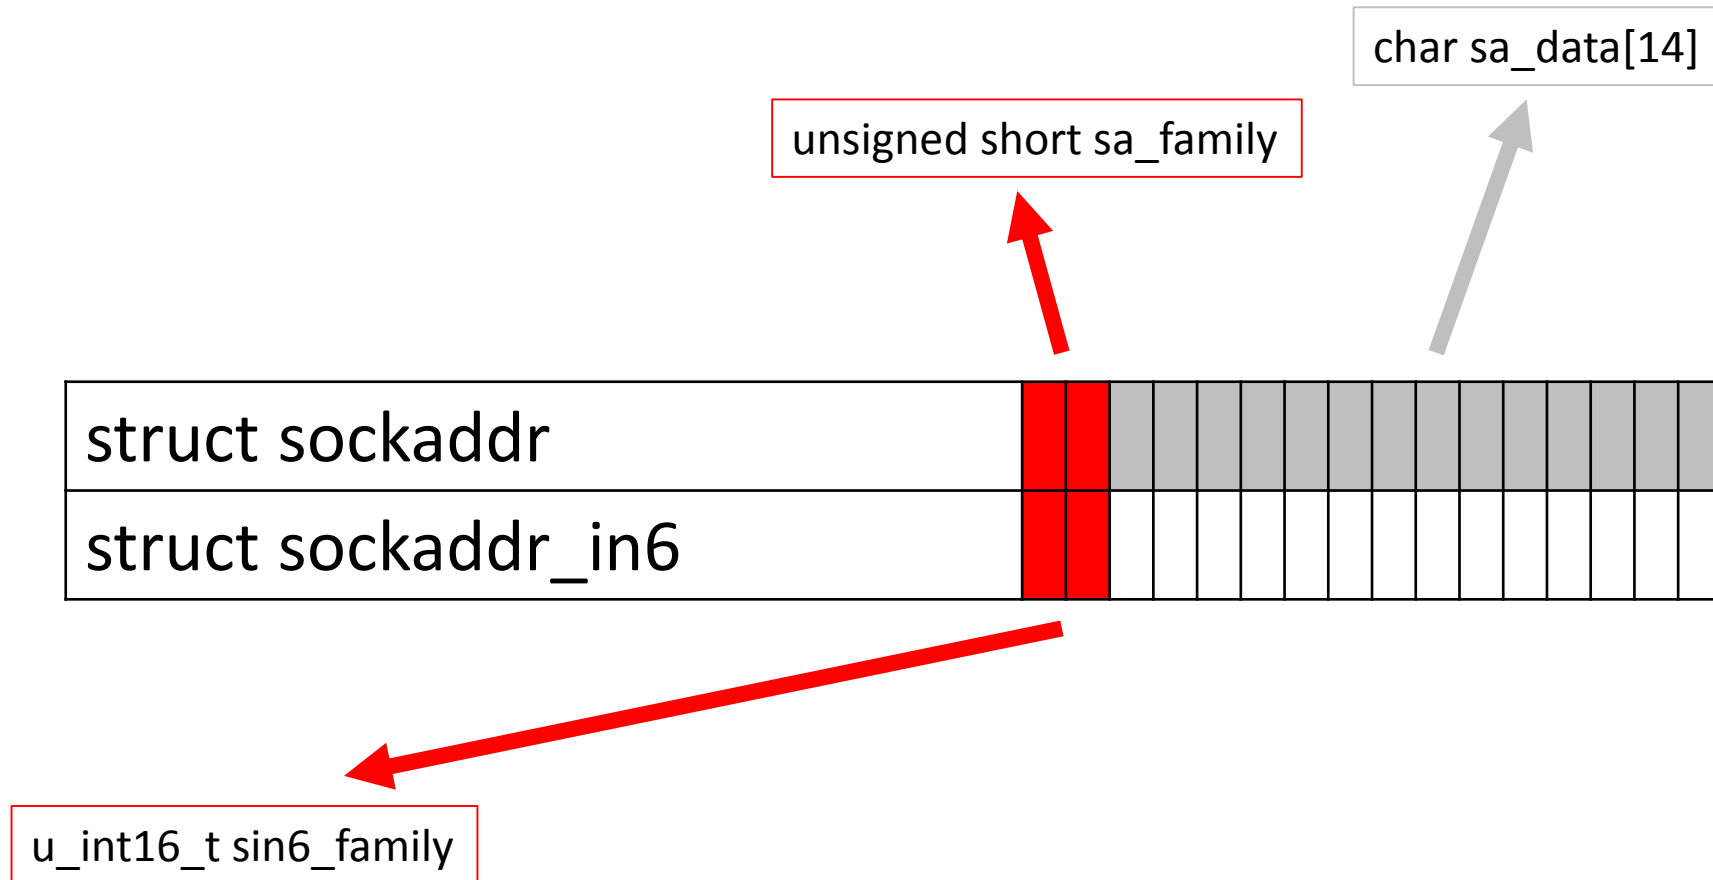 char sa_data[14]
unsigned short sa_family
struct sockaddr
struct sockaddr_in6
u_int16_t sin6_family